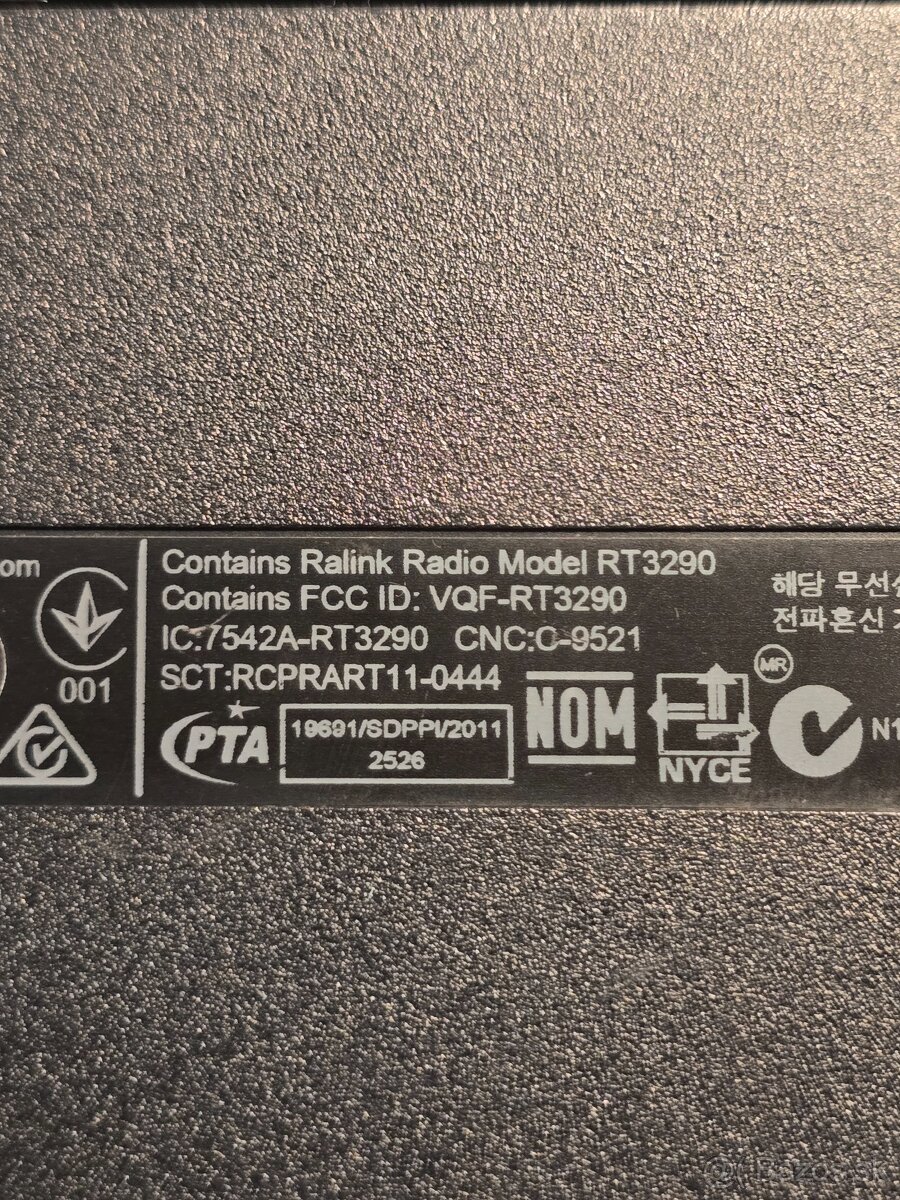 om
001
Contains Ralink Radio Model RT3290
Contains FCC ID: VQF-RT3290
IC:7542A-RT3290 CNC:C-9521
SCT:RCPRART11-0444
PTA
19691/SDPPI/2011
2526
NOM
NYCE
MR
N1
해당 무선
전파혼신